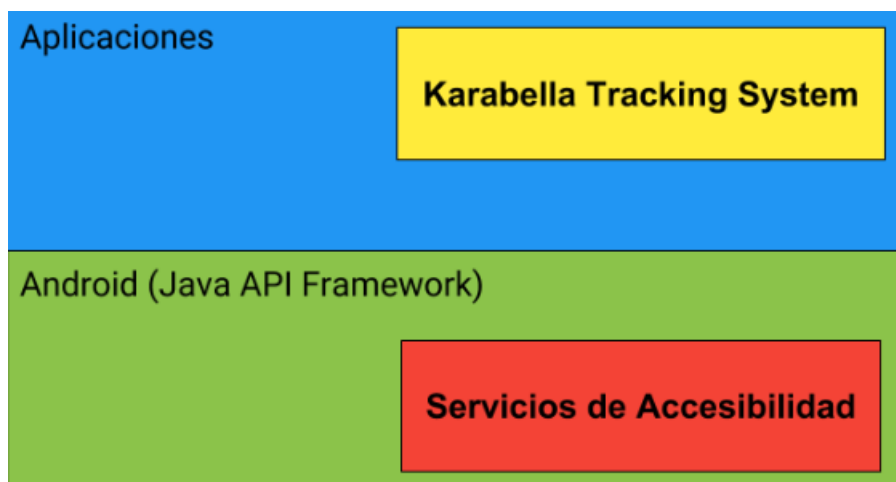 Aplicaciones
Karabella Tracking System
Android (Java API Framework)
Servicios de Accesibilidad